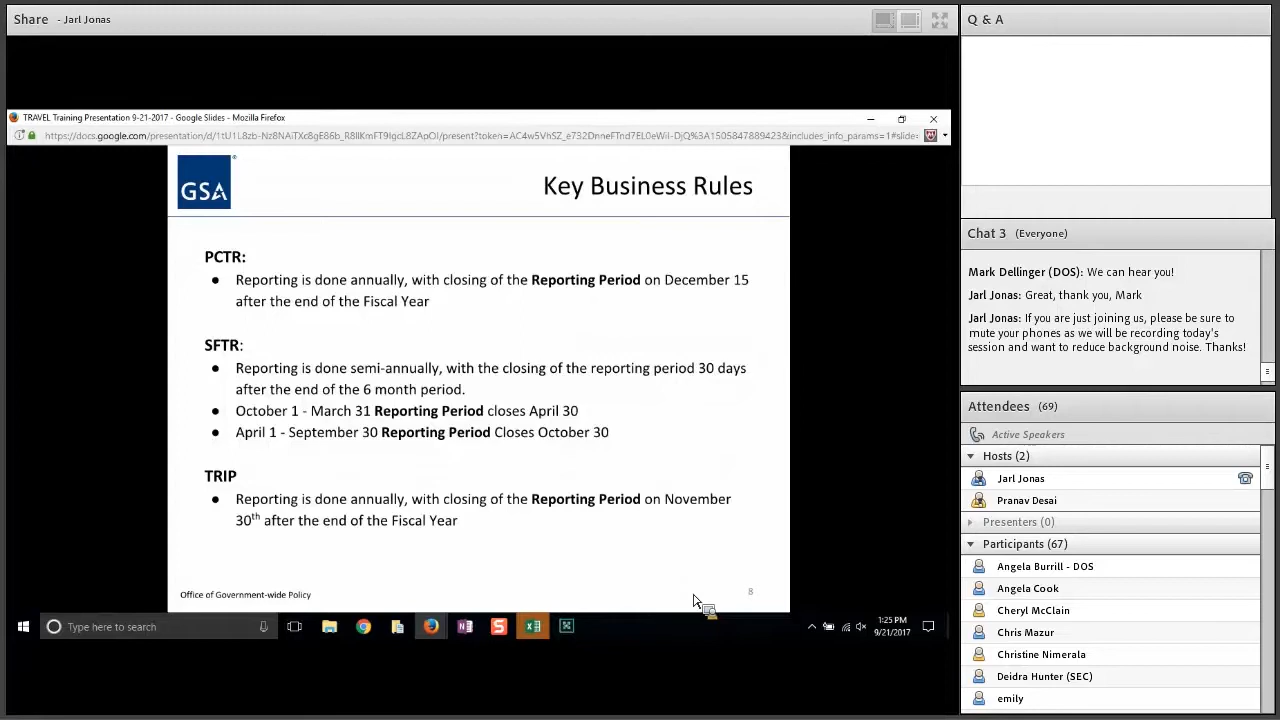 Share - Jarl Jonas
TRAVEL Training Presentation 9-21-2017 - Google Slides - Mozilla Firefox
GSA
Key Business Rules
PCTR:
● Reporting is done annually, with closing of the Reporting Period on December 15
after the end of the Fiscal Year
SFTR:
● Reporting is done semi-annually, with the closing of the reporting period 30 days
after the end of the 6 month period.
● October 1 - March 31 Reporting Period closes April 30
● April 1 - September 30 Reporting Period Closes October 30
TRIP
● Reporting is done annually, with closing of the Reporting Period on November
30th after the end of the Fiscal Year
Office of Government-wide Policy
8
Type here to search
1:25 PM
9/21/2017
Q & A
Chat 3 (Everyone)
Mark Dellinger (DOS): We can hear you!
Jarl Jonas: Great, thank you, Mark
Jarl Jonas: If you are just joining us, please be sure to
mute your phones as we will be recording today's
session and want to reduce background noise. Thanks!
Attendees (69)
Active Speakers
Hosts (2)
Jarl Jonas
Pranav Desai
Presenters (0)
Participants (67)
Angela Burrill - DOS
Angela Cook
Cheryl McClain
Chris Mazur
Christine Nimerala
Deidra Hunter (SEC)
emily